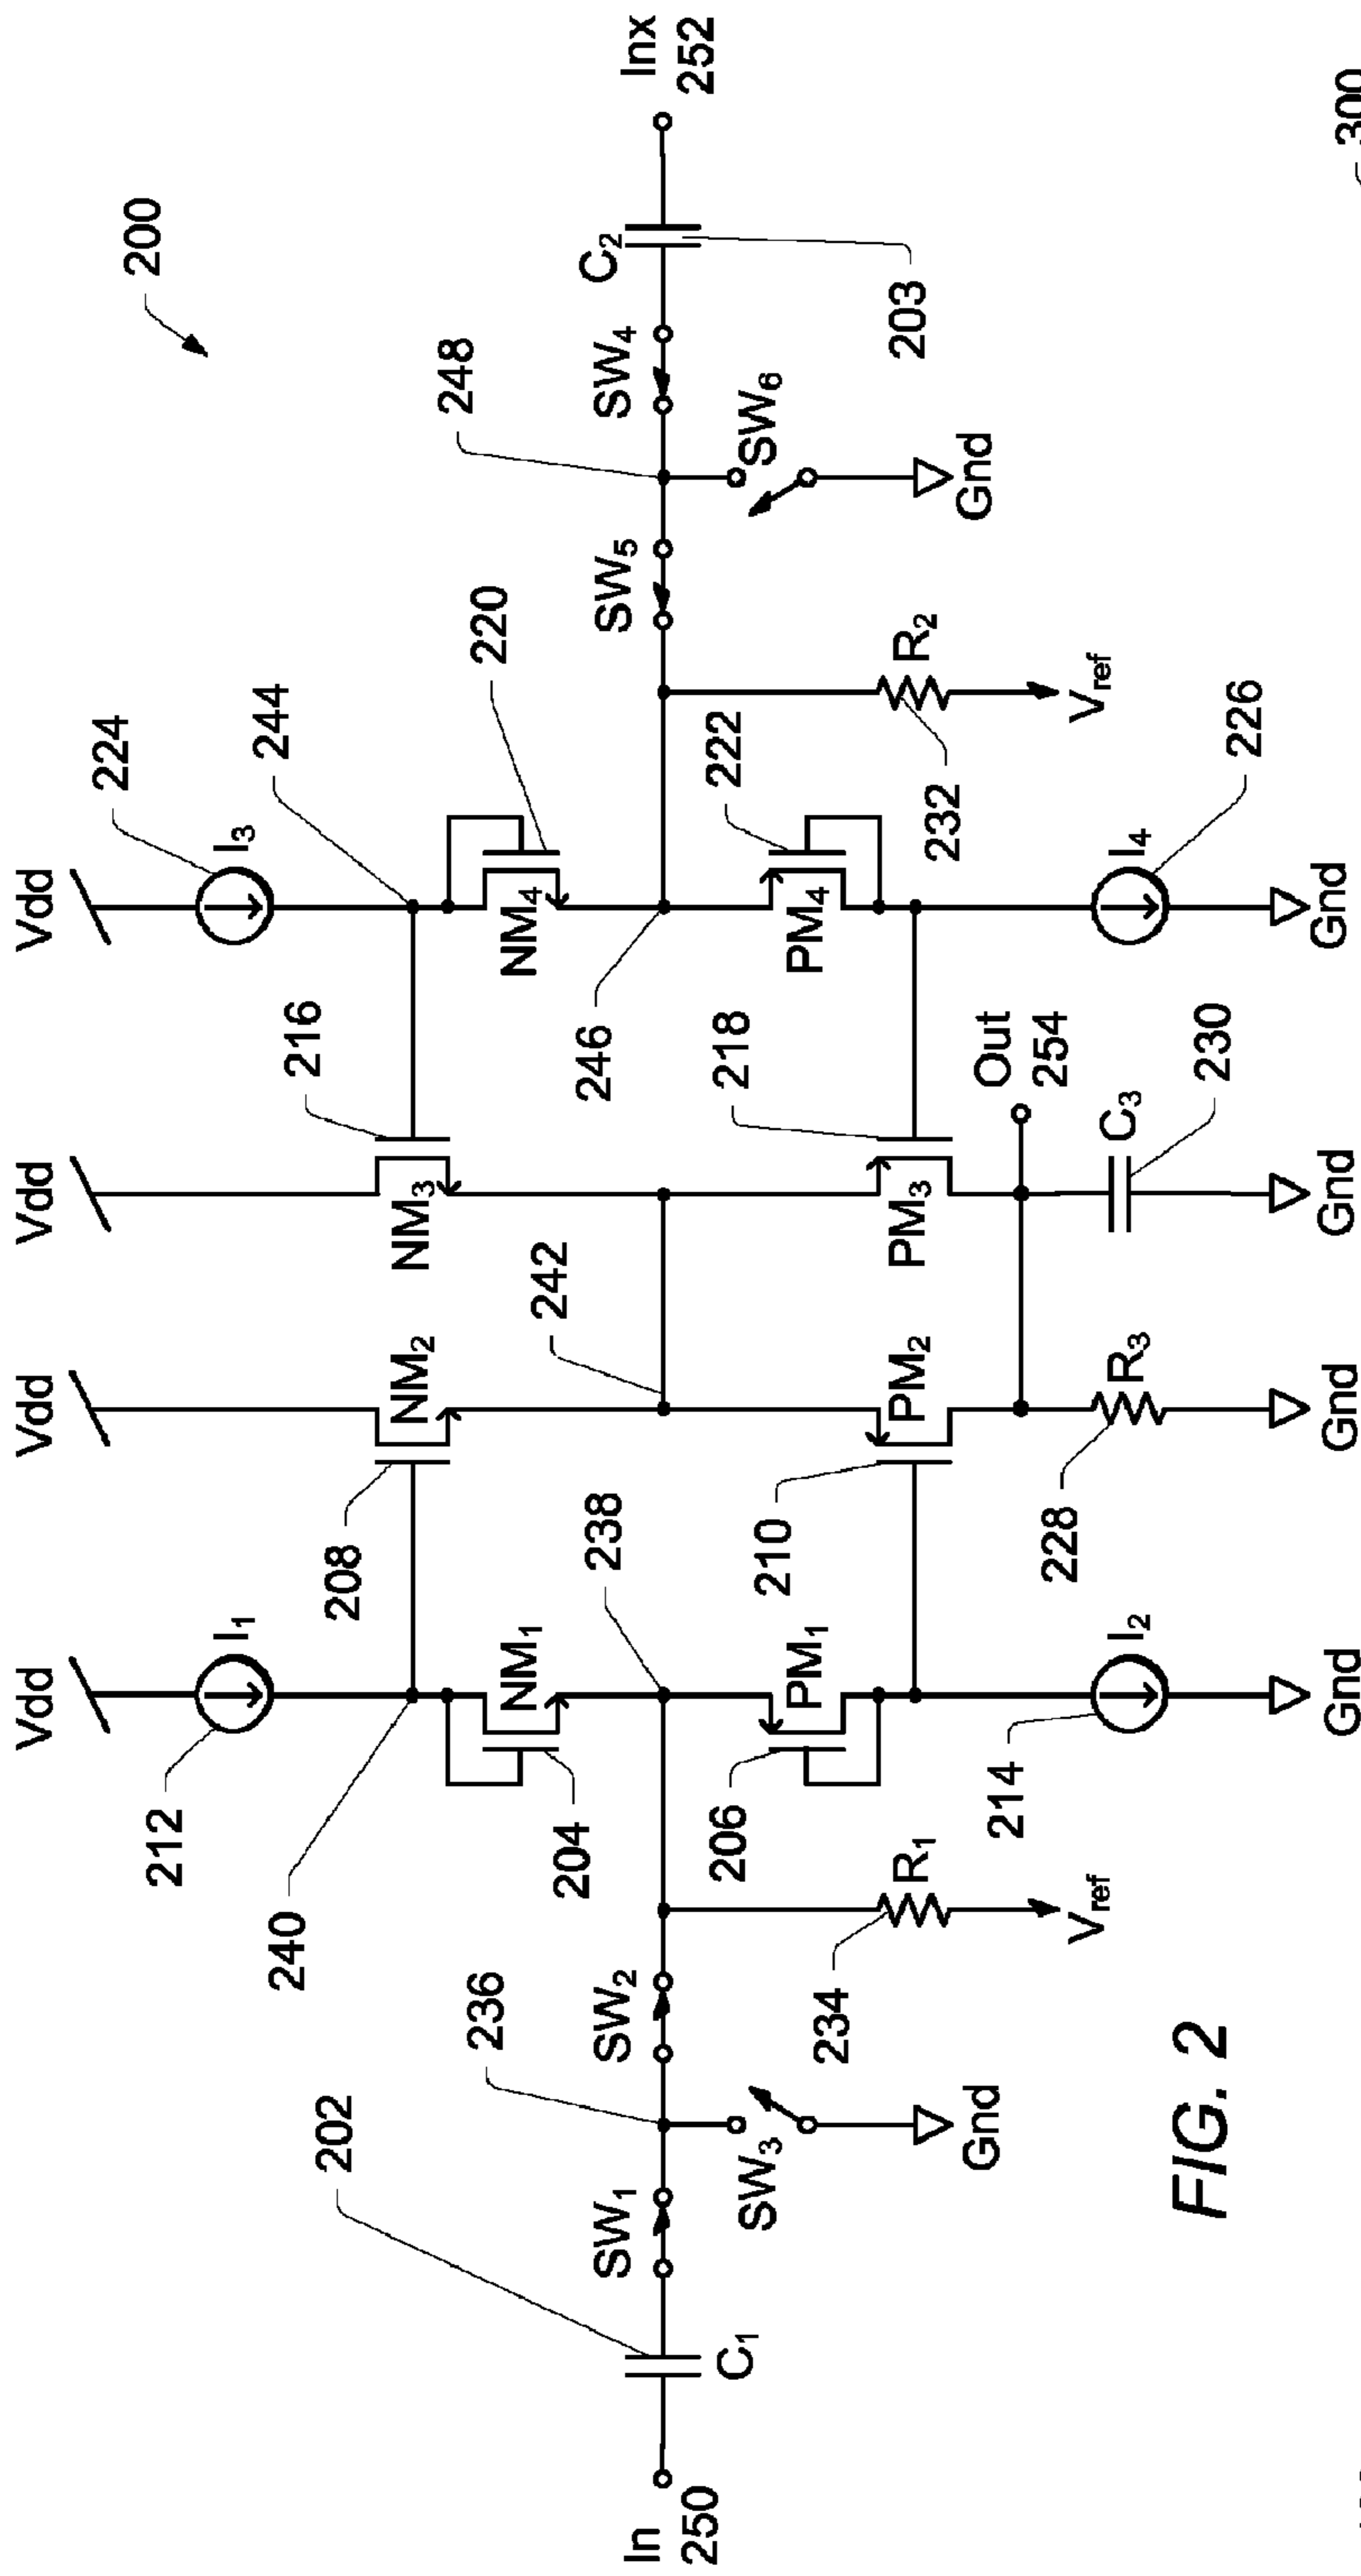 200
Vdd
Vdd
Vdd
Vdd
212
I1
208
NM2
216
NM3
I3
224
244
220
240
NM1
204
NM4
248
C2
Inx
252
In
250
202
C1
SW1
236
SW2
238
242
246
SW5
SW4
203
SW3
Gnd
234
R1
Vref
206
PM1
210
PM2
PM3
218
PM4
222
232
R2
Vref
SW6
Gnd
214
I2
228
R3
Out
254
C3
230
I4
226
Gnd
Gnd
Gnd
Gnd
FIG. 2
300